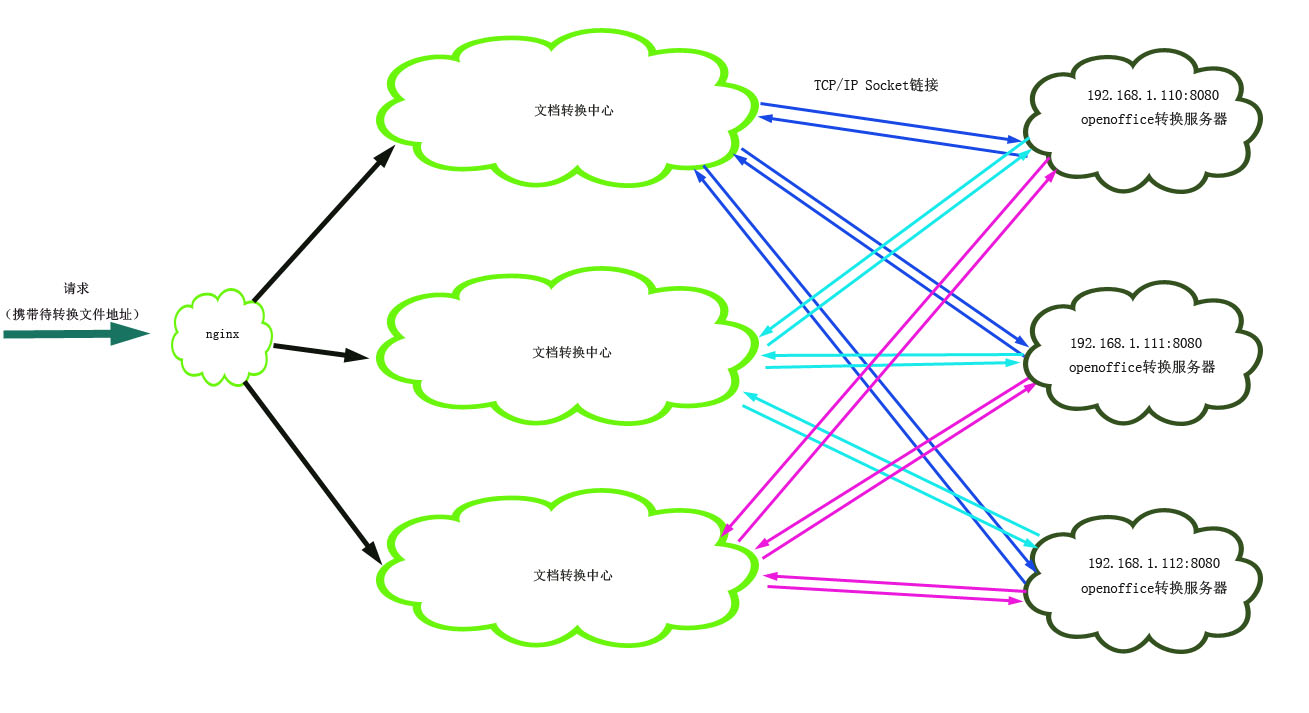 请求
（携带待转换文件地址）
nginx
文档转换中心
文档转换中心
文档转换中心
TCP/IP Socket链接
192.168.1.110:8080
openoffice转换服务器
192.168.1.111:8080
openoffice转换服务器
192.168.1.112:8080
openoffice转换服务器